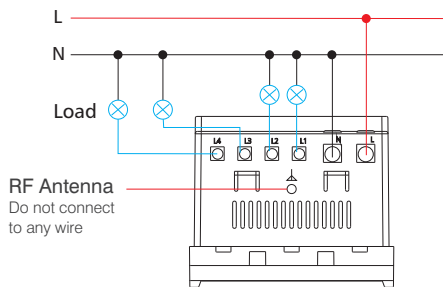 L
N
Load
L4 L3 L2 L1 N L
RF Antenna
Do not connect
to any wire